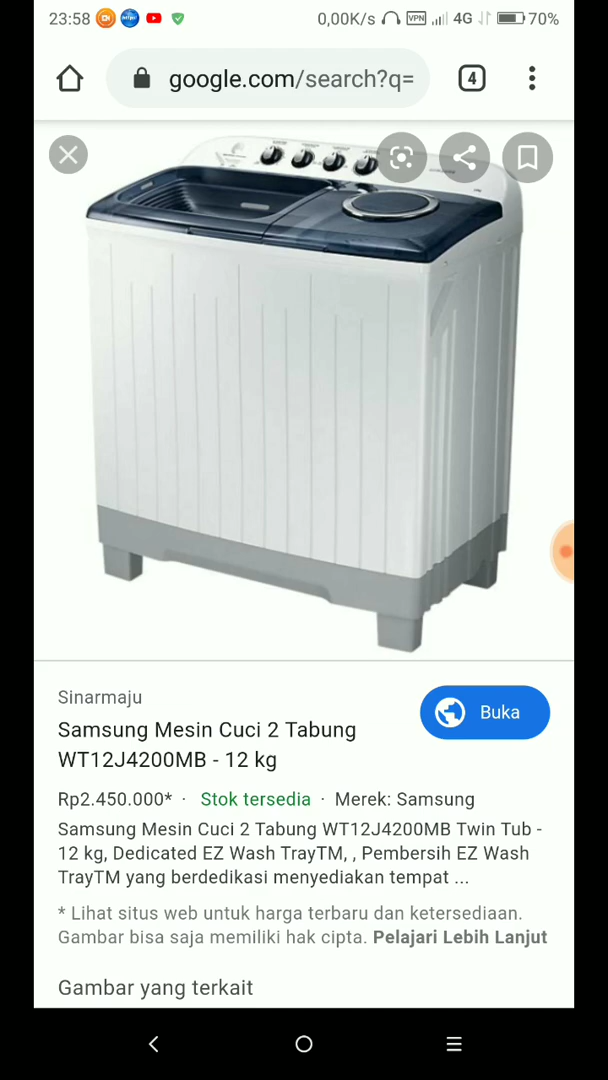 23:58 0,00K/s VPN 4G 70%
google.com/search?q= 4
Sinarmaju
Buka
Samsung Mesin Cuci 2 Tabung
WT12J4200MB - 12 kg
Rp2.450.000* · Stok tersedia · Merek: Samsung
Samsung Mesin Cuci 2 Tabung WT12J4200MB Twin Tub -
12 kg, Dedicated EZ Wash TrayTM, , Pembersih EZ Wash
TrayTM yang berdedikasi menyediakan tempat ...
* Lihat situs web untuk harga terbaru dan ketersediaan.
Gambar bisa saja memiliki hak cipta. Pelajari Lebih Lanjut
Gambar yang terkait